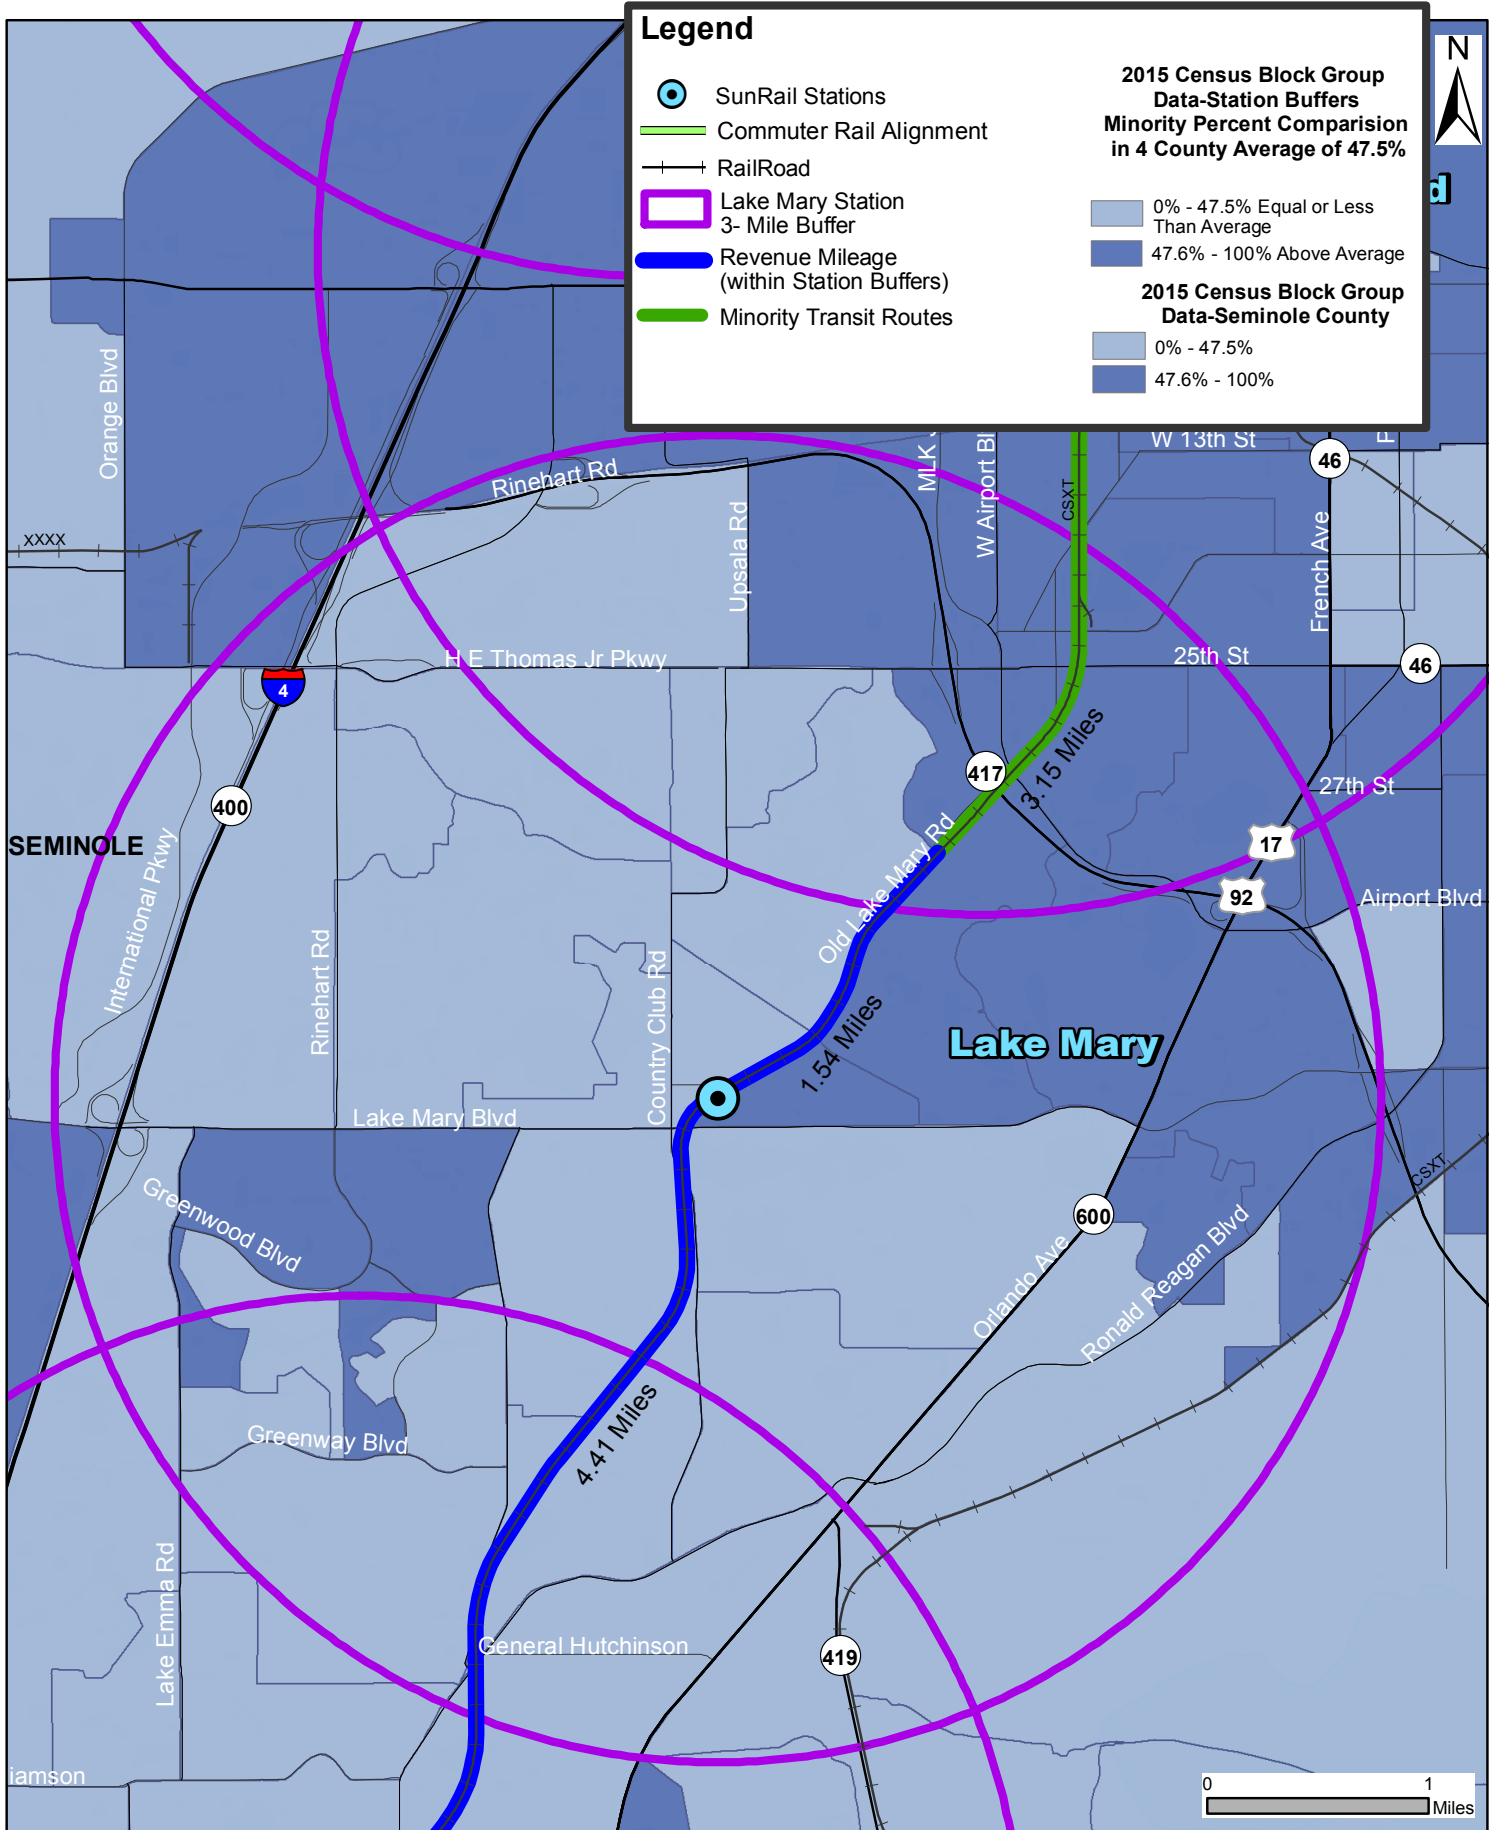 Legend
SunRail Stations
Commuter Rail Alignment
RailRoad
Lake Mary Station
3- Mile Buffer
Revenue Mileage
(within Station Buffers)
Minority Transit Routes
2015 Census Block Group
Data-Station Buffers
Minority Percent Comparision
in 4 County Average of 47.5%
0% - 47.5% Equal or Less
Than Average
47.6% - 100% Above Average
2015 Census Block Group
Data-Seminole County
0% - 47.5%
47.6% - 100%
N
d
Orange Blvd
Rinehart Rd
MLK
W Airport Bl
CSXT
W 13th St
46
French Ave
xxxx
Upsala Rd
H E Thomas Jr Pkwy
25th St
46
4
400
417
3.15 Miles
27th St
17
92
Airport Blvd
SEMINOLE
International Pkwy
Rinehart Rd
Country Club Rd
Old Lake Mary Rd
1.54 Miles
Lake Mary
Lake Mary Blvd
Greenwood Blvd
600
CSXT
Orlando Ave
Ronald Reagan Blvd
4.41 Miles
Greenway Blvd
Lake Emma Rd
General Hutchinson
419
iamson
0 1
Miles